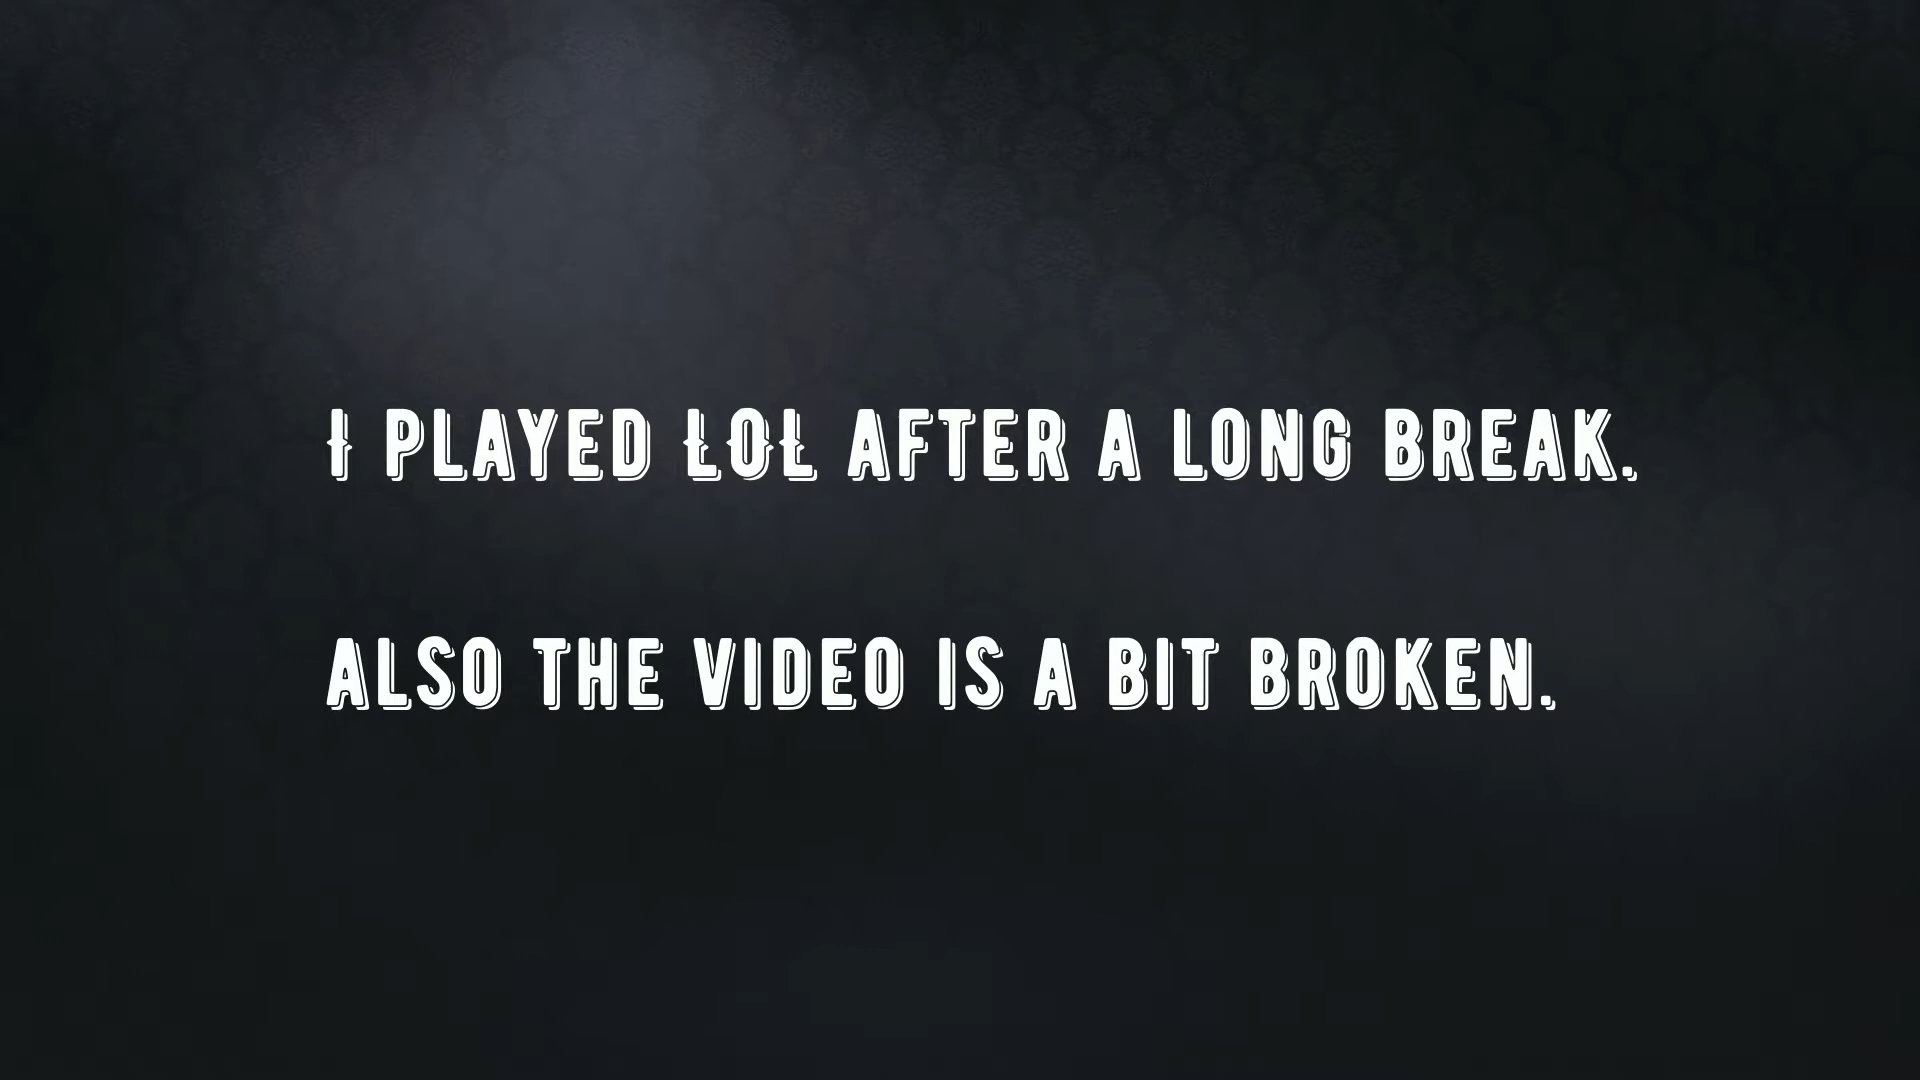 I PLAYED LOL AFTER A LONG BREAK.
ALSO THE VIDEO IS A BIT BROKEN.